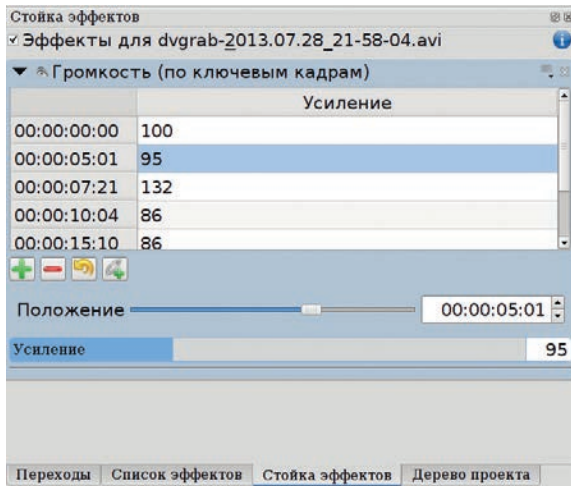 Стойка эффектов
Эффекты для dvgrab-2013.07.28_21-58-04.avi
Громкость (по ключевым кадрам)
Усиление
00:00:00:00 100
00:00:05:01 95
00:00:07:21 132
00:00:10:04 86
00:00:15:10 86
Положение 00:00:05:01
Усиление 95
Переходы Список эффектов Стойка эффектов Дерево проекта